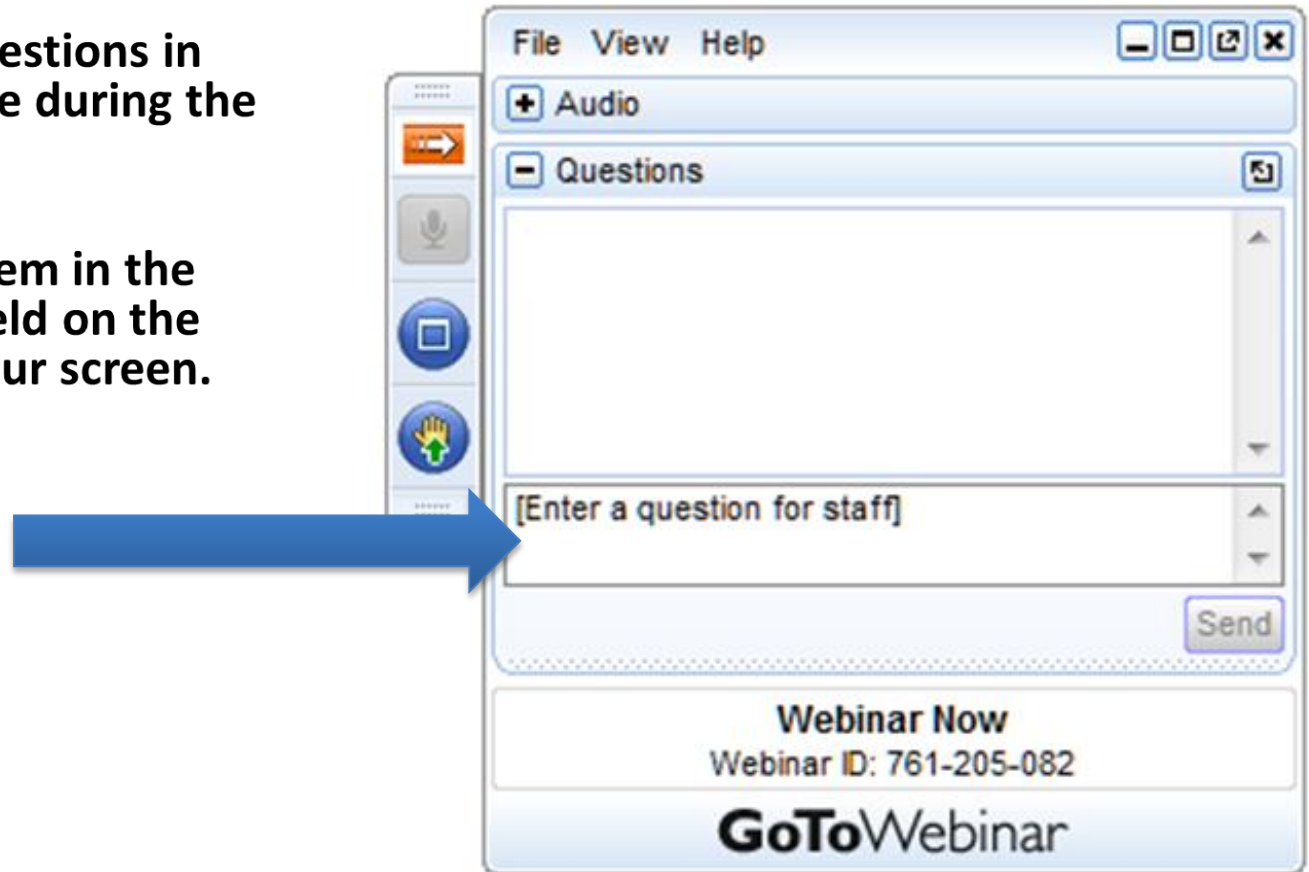 estions in
e during the
em in the
eld on the
ur screen.
File View Help
Audio
Questions
[Enter a question for staff]
Send
Webinar Now
Webinar ID: 761-205-082
GoToWebinar